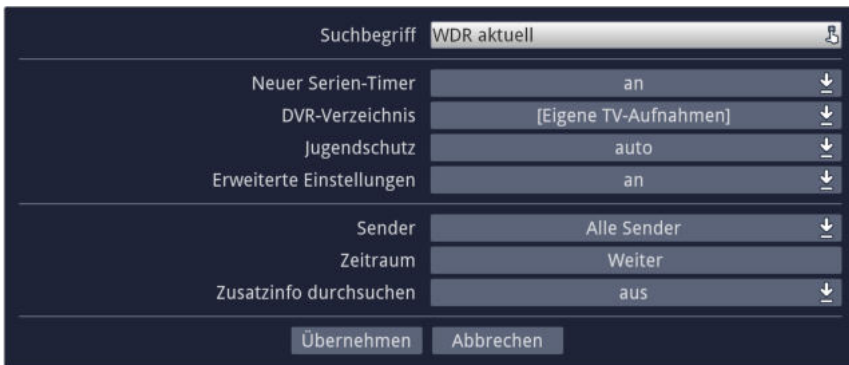 Suchbegriff WDR aktuell
Neuer Serien-Timer an
DVR-Verzeichnis [Eigene TV-Aufnahmen]
Jugendschutz auto
Erweiterte Einstellungen an
Sender Alle Sender
Zeitraum Weiter
Zusatzinfo durchsuchen aus
Übernehmen Abbrechen